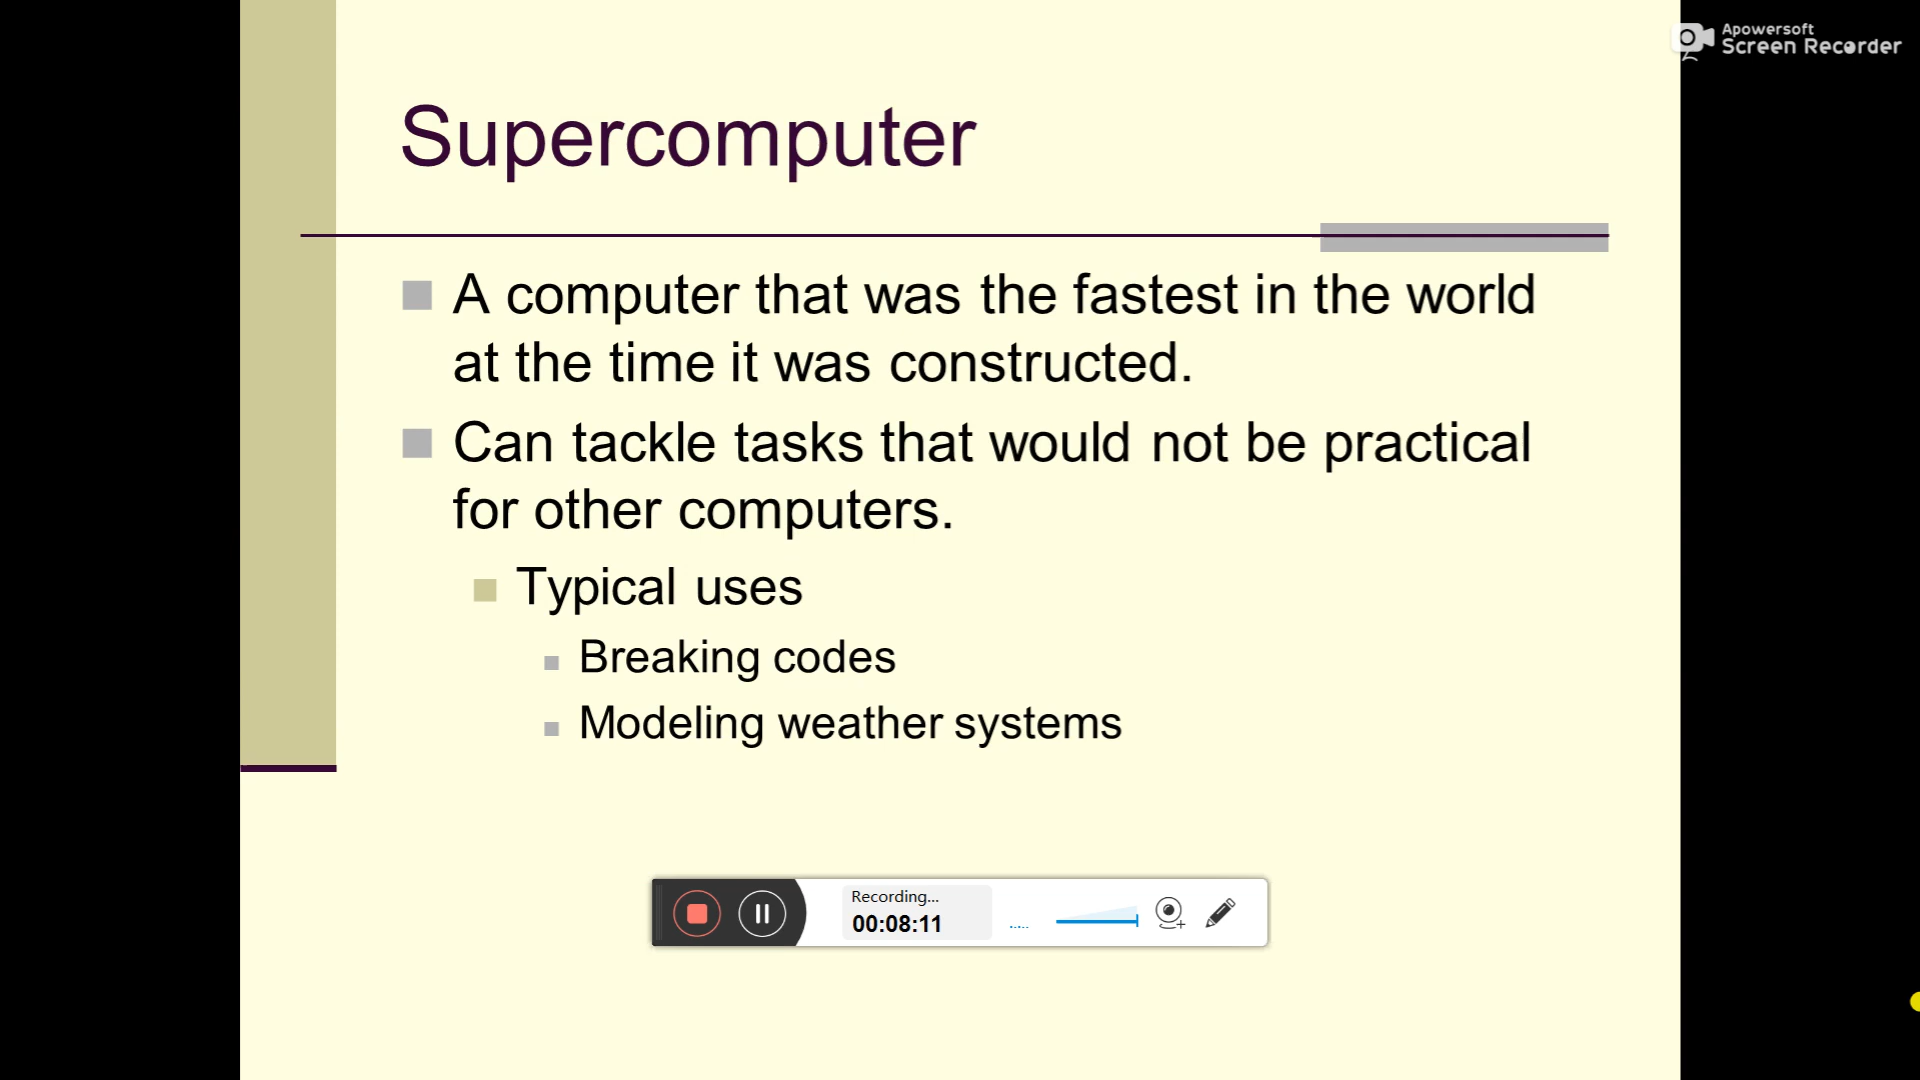 Apowersoft
Screen Recorder
Supercomputer
A computer that was the fastest in the world
at the time it was constructed.
Can tackle tasks that would not be practical
for other computers.
Typical uses
Breaking codes
Modeling weather systems
Recording...
00:08:11